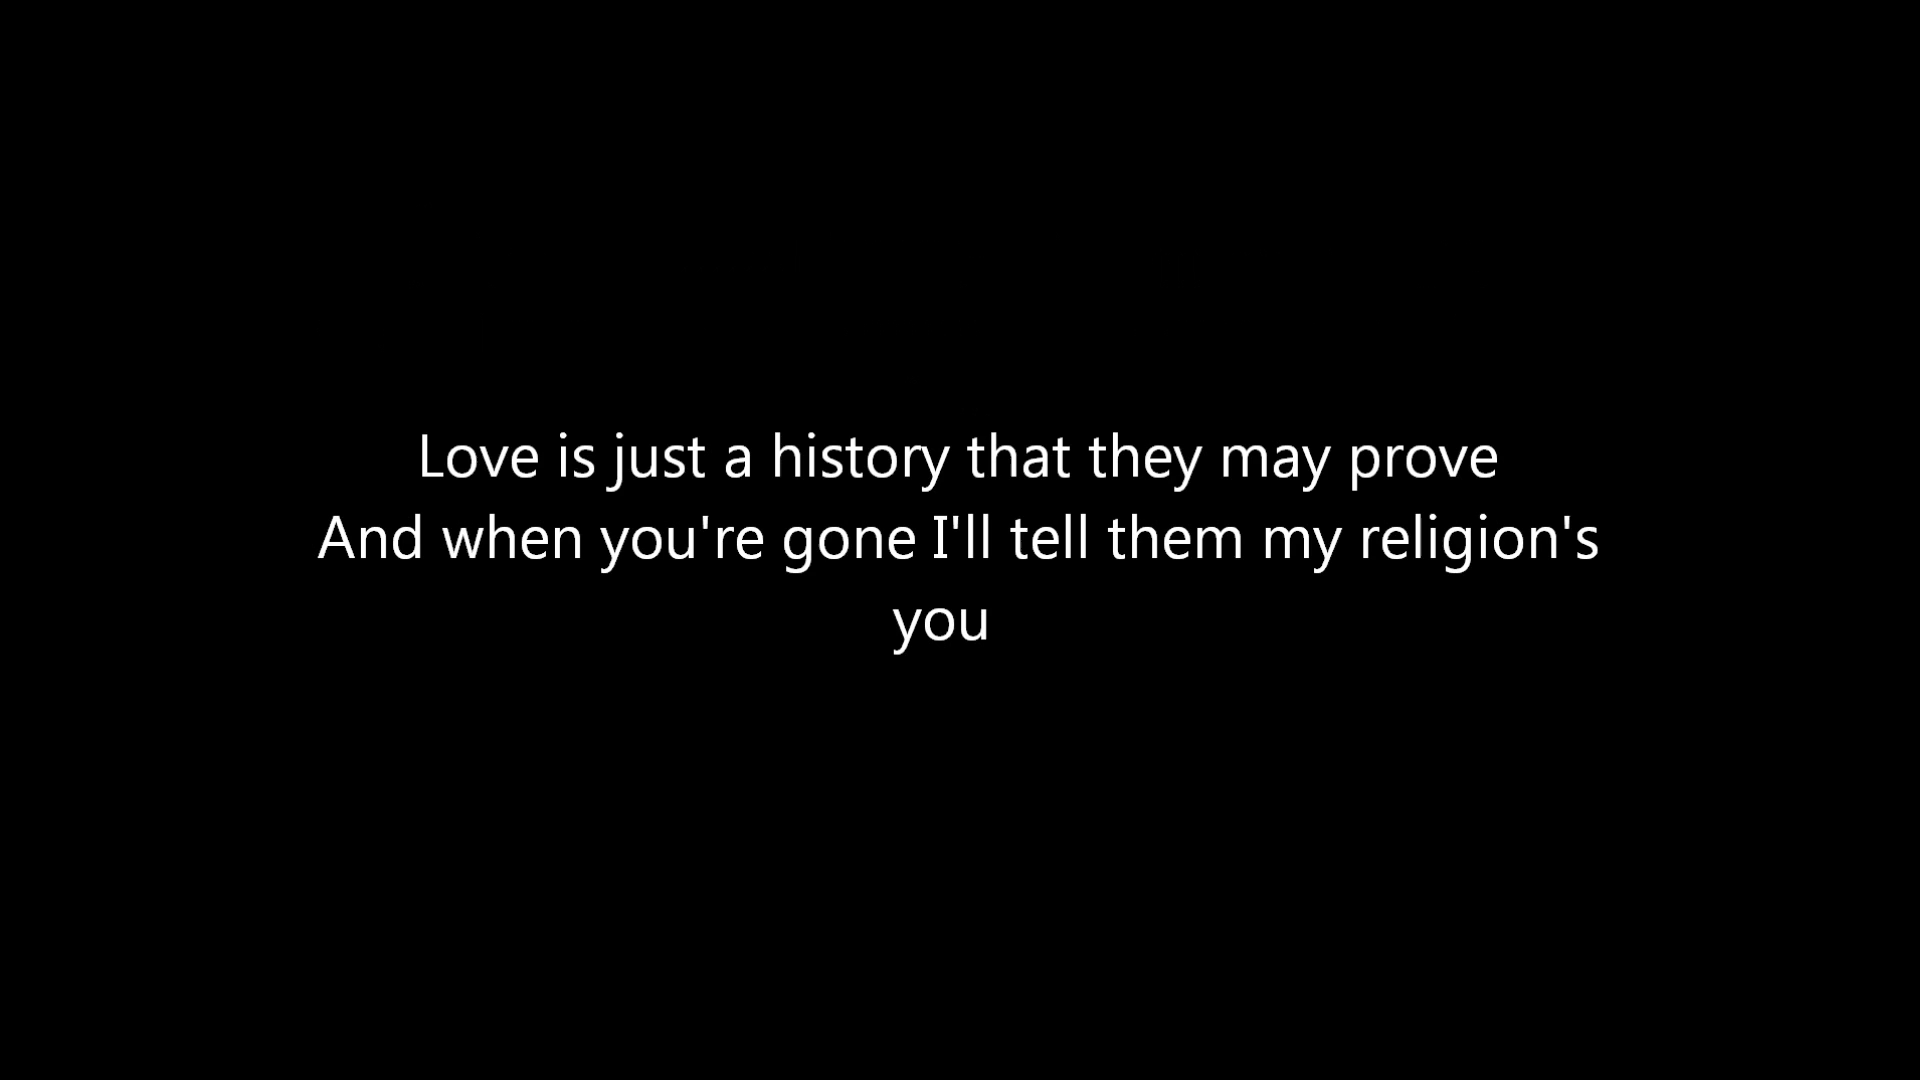 Love is just a history that they may prove
And when you're gone I'll tell them my religion's
you